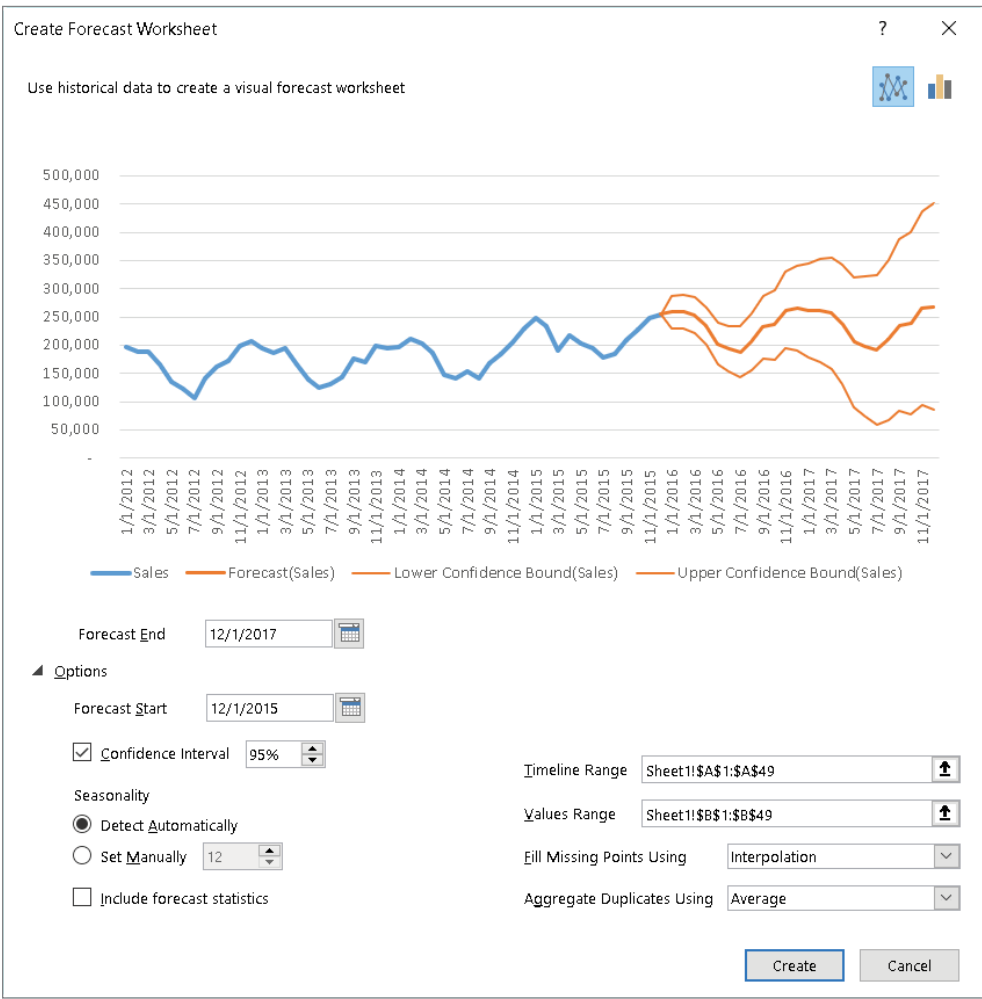 Create Forecast Worksheet ? ×
Use historical data to create a visual forecast worksheet
500,000
450,000
400,000
350,000
300,000
250,000
200,000
150,000
100,000
50,000
-
1/1/2012
3/1/2012
5/1/2012
7/1/2012
9/1/2012
11/1/2012
1/1/2013
3/1/2013
5/1/2013
7/1/2013
9/1/2013
11/1/2013
1/1/2014
3/1/2014
5/1/2014
7/1/2014
9/1/2014
11/1/2014
1/1/2015
3/1/2015
5/1/2015
7/1/2015
9/1/2015
11/1/2015
1/1/2016
3/1/2016
5/1/2016
7/1/2016
9/1/2016
11/1/2016
1/1/2017
3/1/2017
5/1/2017
7/1/2017
9/1/2017
11/1/2017
Sales Forecast(Sales) Lower Confidence Bound(Sales) Upper Confidence Bound(Sales)
Forecast End 12/1/2017
Options
Forecast Start 12/1/2015
Confidence Interval 95%
Seasonality
Detect Automatically
Set Manually 12
Include forecast statistics
Timeline Range Sheet1!$A$1:$A$49
Values Range Sheet1!$B$1:$B$49
Fill Missing Points Using Interpolation
Aggregate Duplicates Using Average
Create Cancel